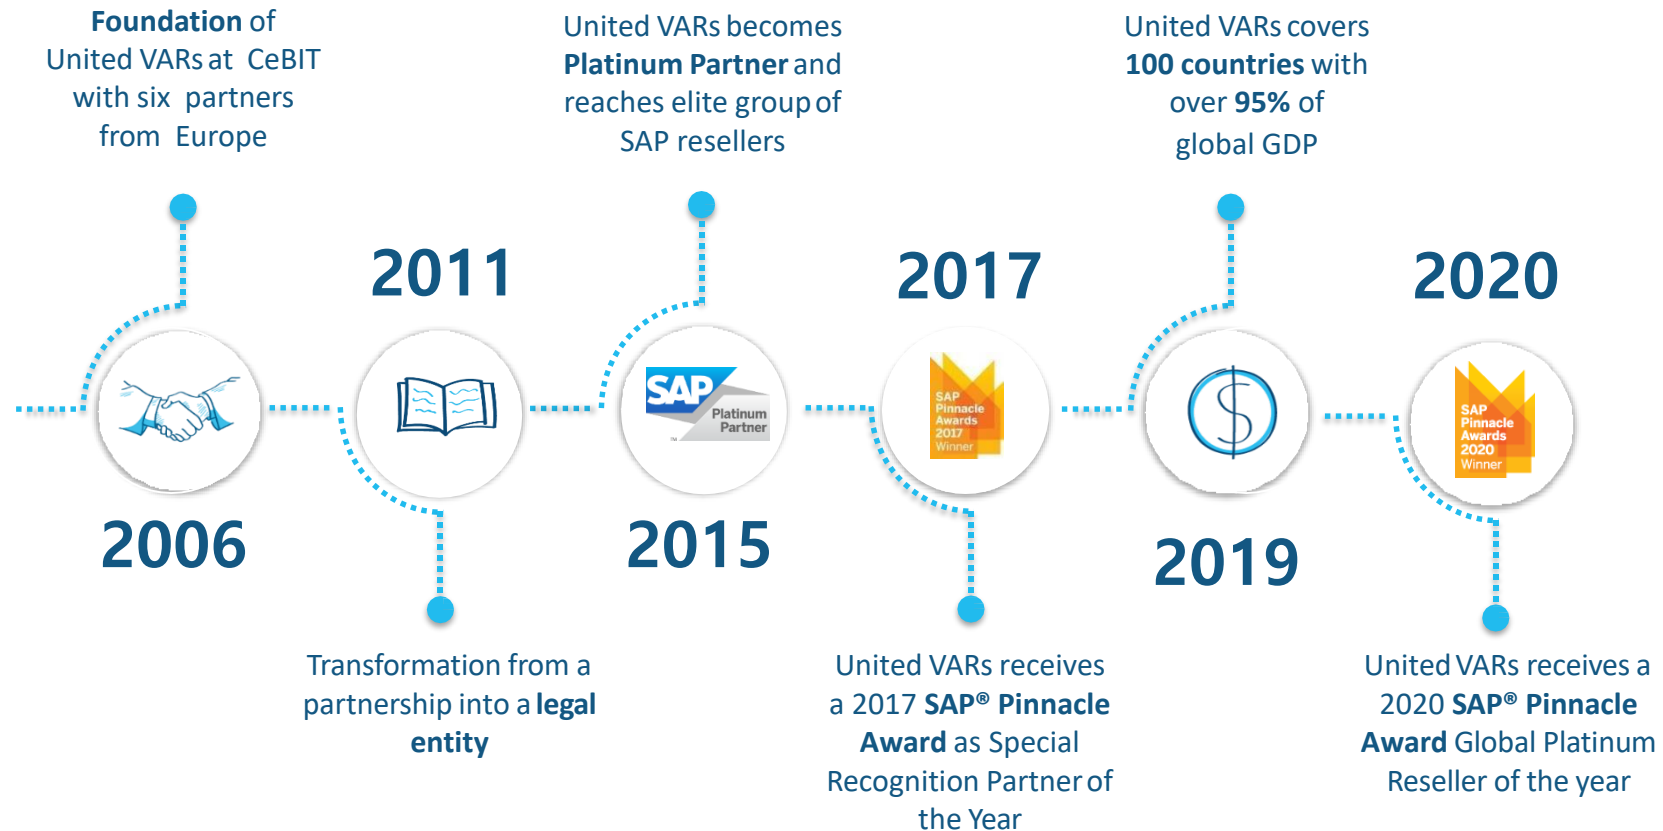 Foundation of
United VARs at CeBIT
with six partners
from Europe
2006
2011
Transformation from a
partnership into a legal
entity
United VARs becomes
Platinum Partner and
reaches elite group of
SAP resellers
SAP
Platinum
Partner
TM
2015
2017
SAP
Pinnacle
Awards
2017
Winner
United VARs receives
a 2017 SAP® Pinnacle
Award as Special
Recognition Partner of
the Year
United VARs covers
100 countries with
over 95% of
global GDP
$
2019
2020
SAP
Pinnacle
Awards
2020
Winner
United VARs receives a
2020 SAP® Pinnacle
Award Global Platinum
Reseller of the year